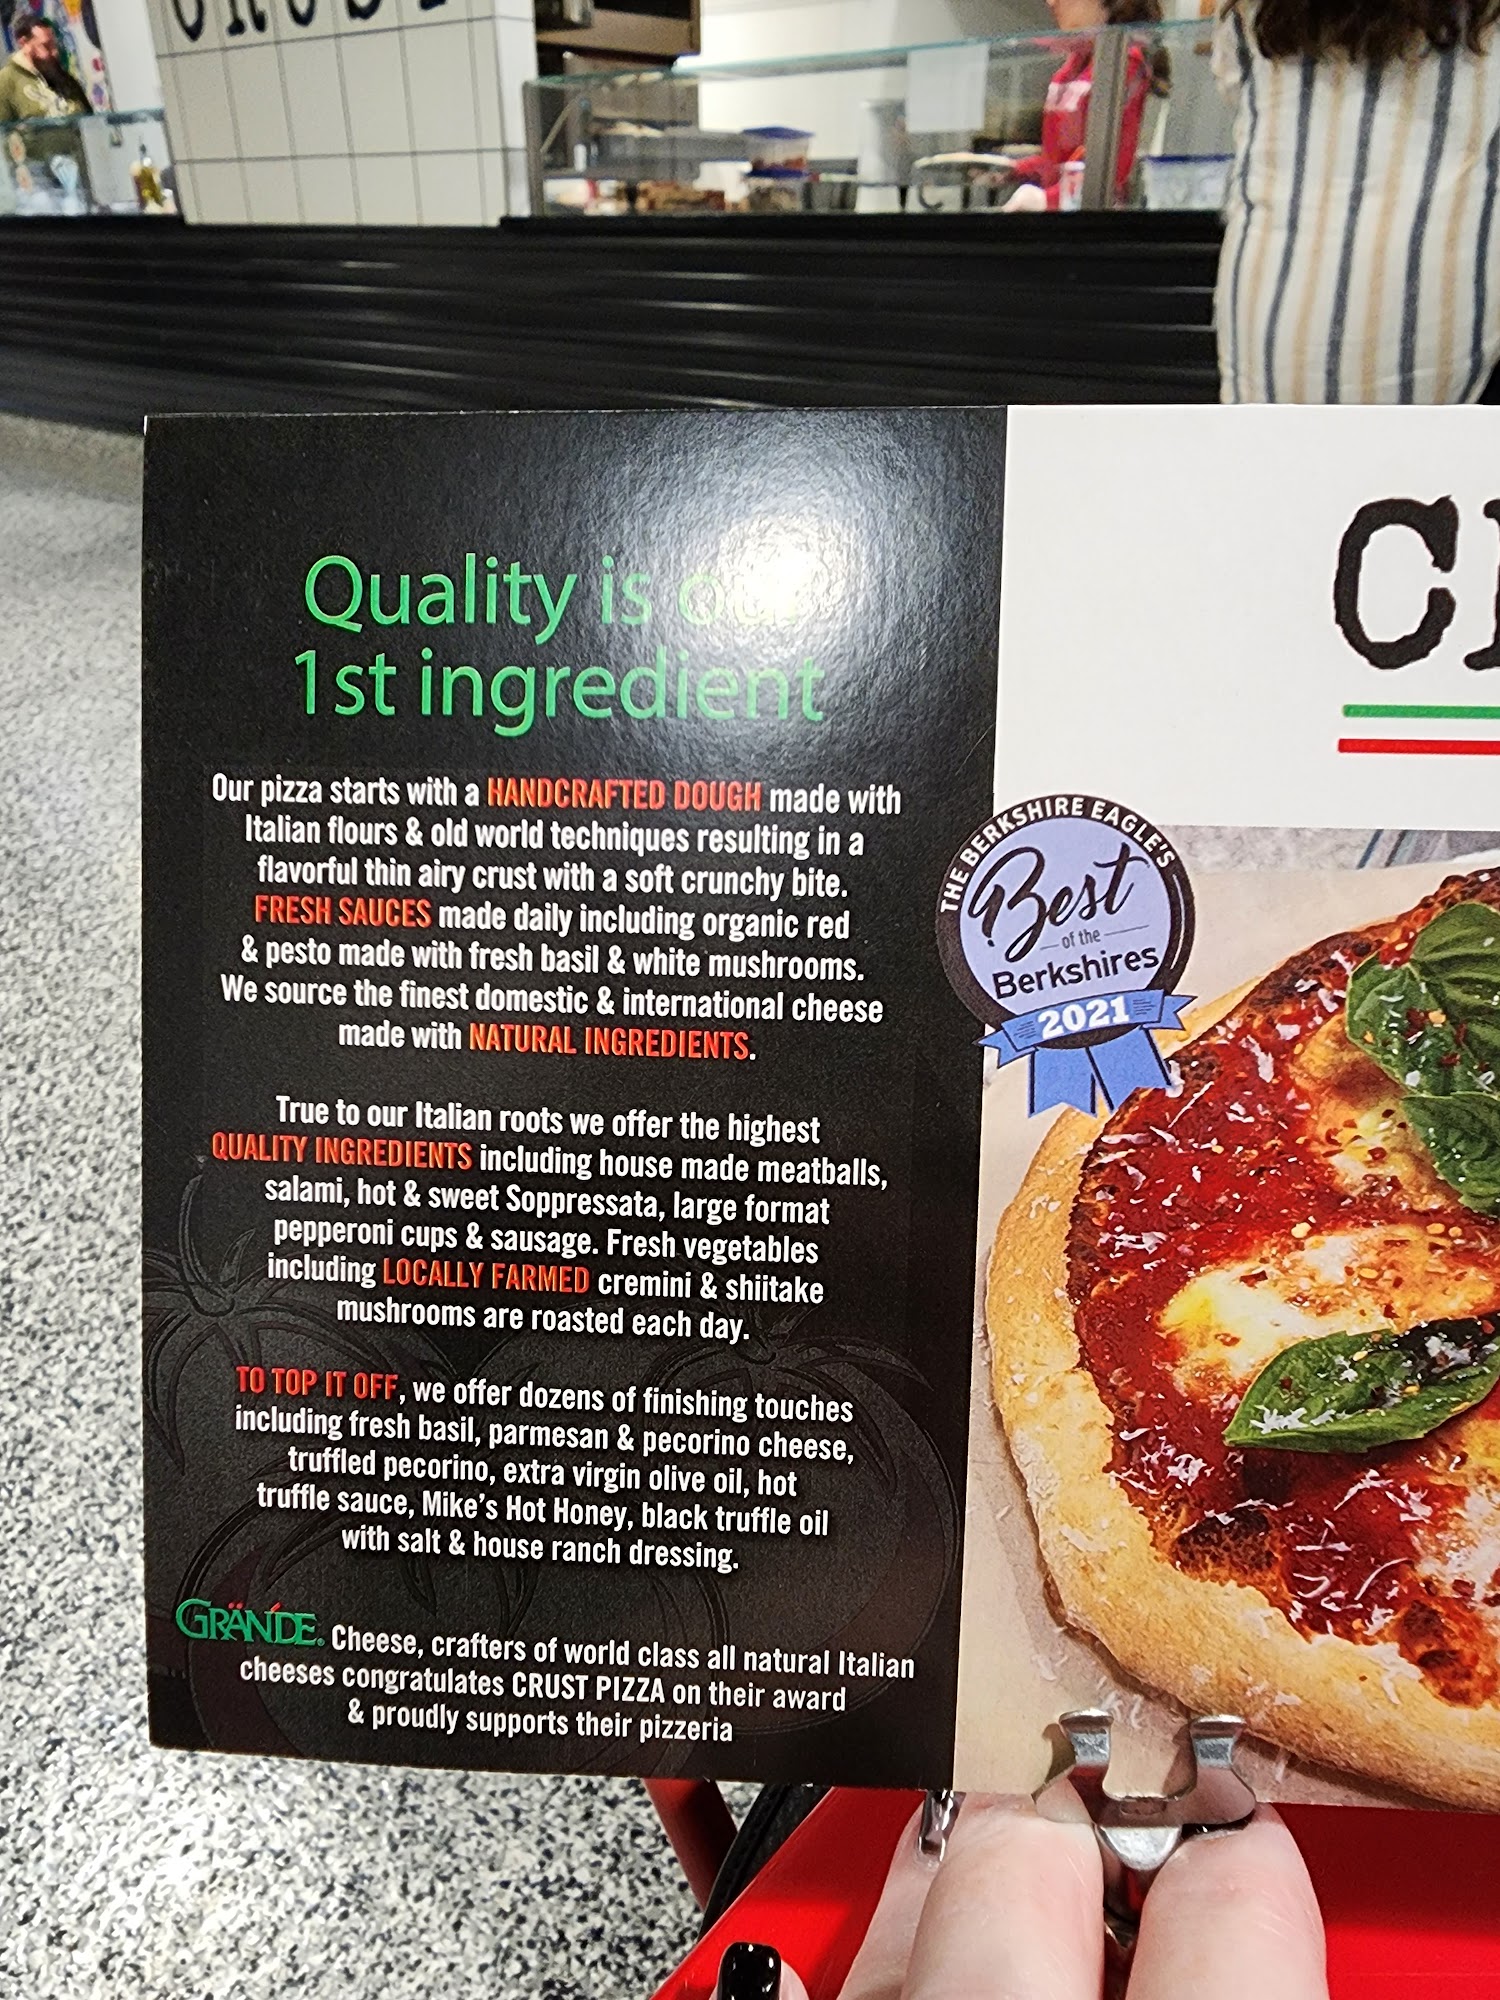 Quality is our
1st ingredient
Our pizza starts with a HANDCRAFTED DOUGH made with
Italian flours & old world techniques resulting in a
flavorful thin airy crust with a soft crunchy bite.
FRESH SAUCES made daily including organic red
& pesto made with fresh basil & white mushrooms.
We source the finest domestic & international cheese
made with NATURAL INGREDIENTS.
True to our Italian roots we offer the highest
QUALITY INGREDIENTS including house made meatballs,
salami, hot & sweet Soppressata, large format
pepperoni cups & sausage. Fresh vegetables
including LOCALLY FARMED cremini & shiitake
mushrooms are roasted each day.
TO TOP IT OFF, we offer dozens of finishing touches
including fresh basil, parmesan & pecorino cheese,
truffled pecorino, extra virgin olive oil, hot
truffle sauce, Mike's Hot Honey, black truffle oil
with salt & house ranch dressing.
GRÄNDE® Cheese, crafters of world class all natural Italian
cheeses congratulates CRUST PIZZA on their award
& proudly supports their pizzeria
THE BERKSHIRE EAGLE'S
Best
of the
Berkshires
2021